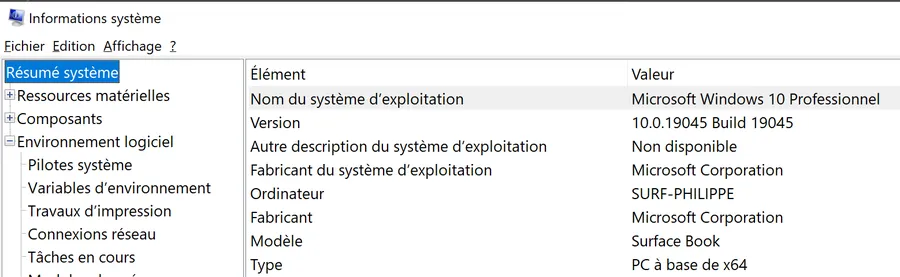 Informations système
Fichier Edition Affichage ?
Résumé système
Ressources matérielles
Composants
Environnement logiciel
Pilotes système
Variables d'environnement
Travaux d'impression
Connexions réseau
Tâches en cours
Élément Valeur
Nom du système d'exploitation Microsoft Windows 10 Professionnel
Version 10.0.19045 Build 19045
Autre description du système d'exploitation Non disponible
Fabricant du système d'exploitation Microsoft Corporation
Ordinateur SURF-PHILIPPE
Fabricant Microsoft Corporation
Modèle Surface Book
Type PC à base de x64